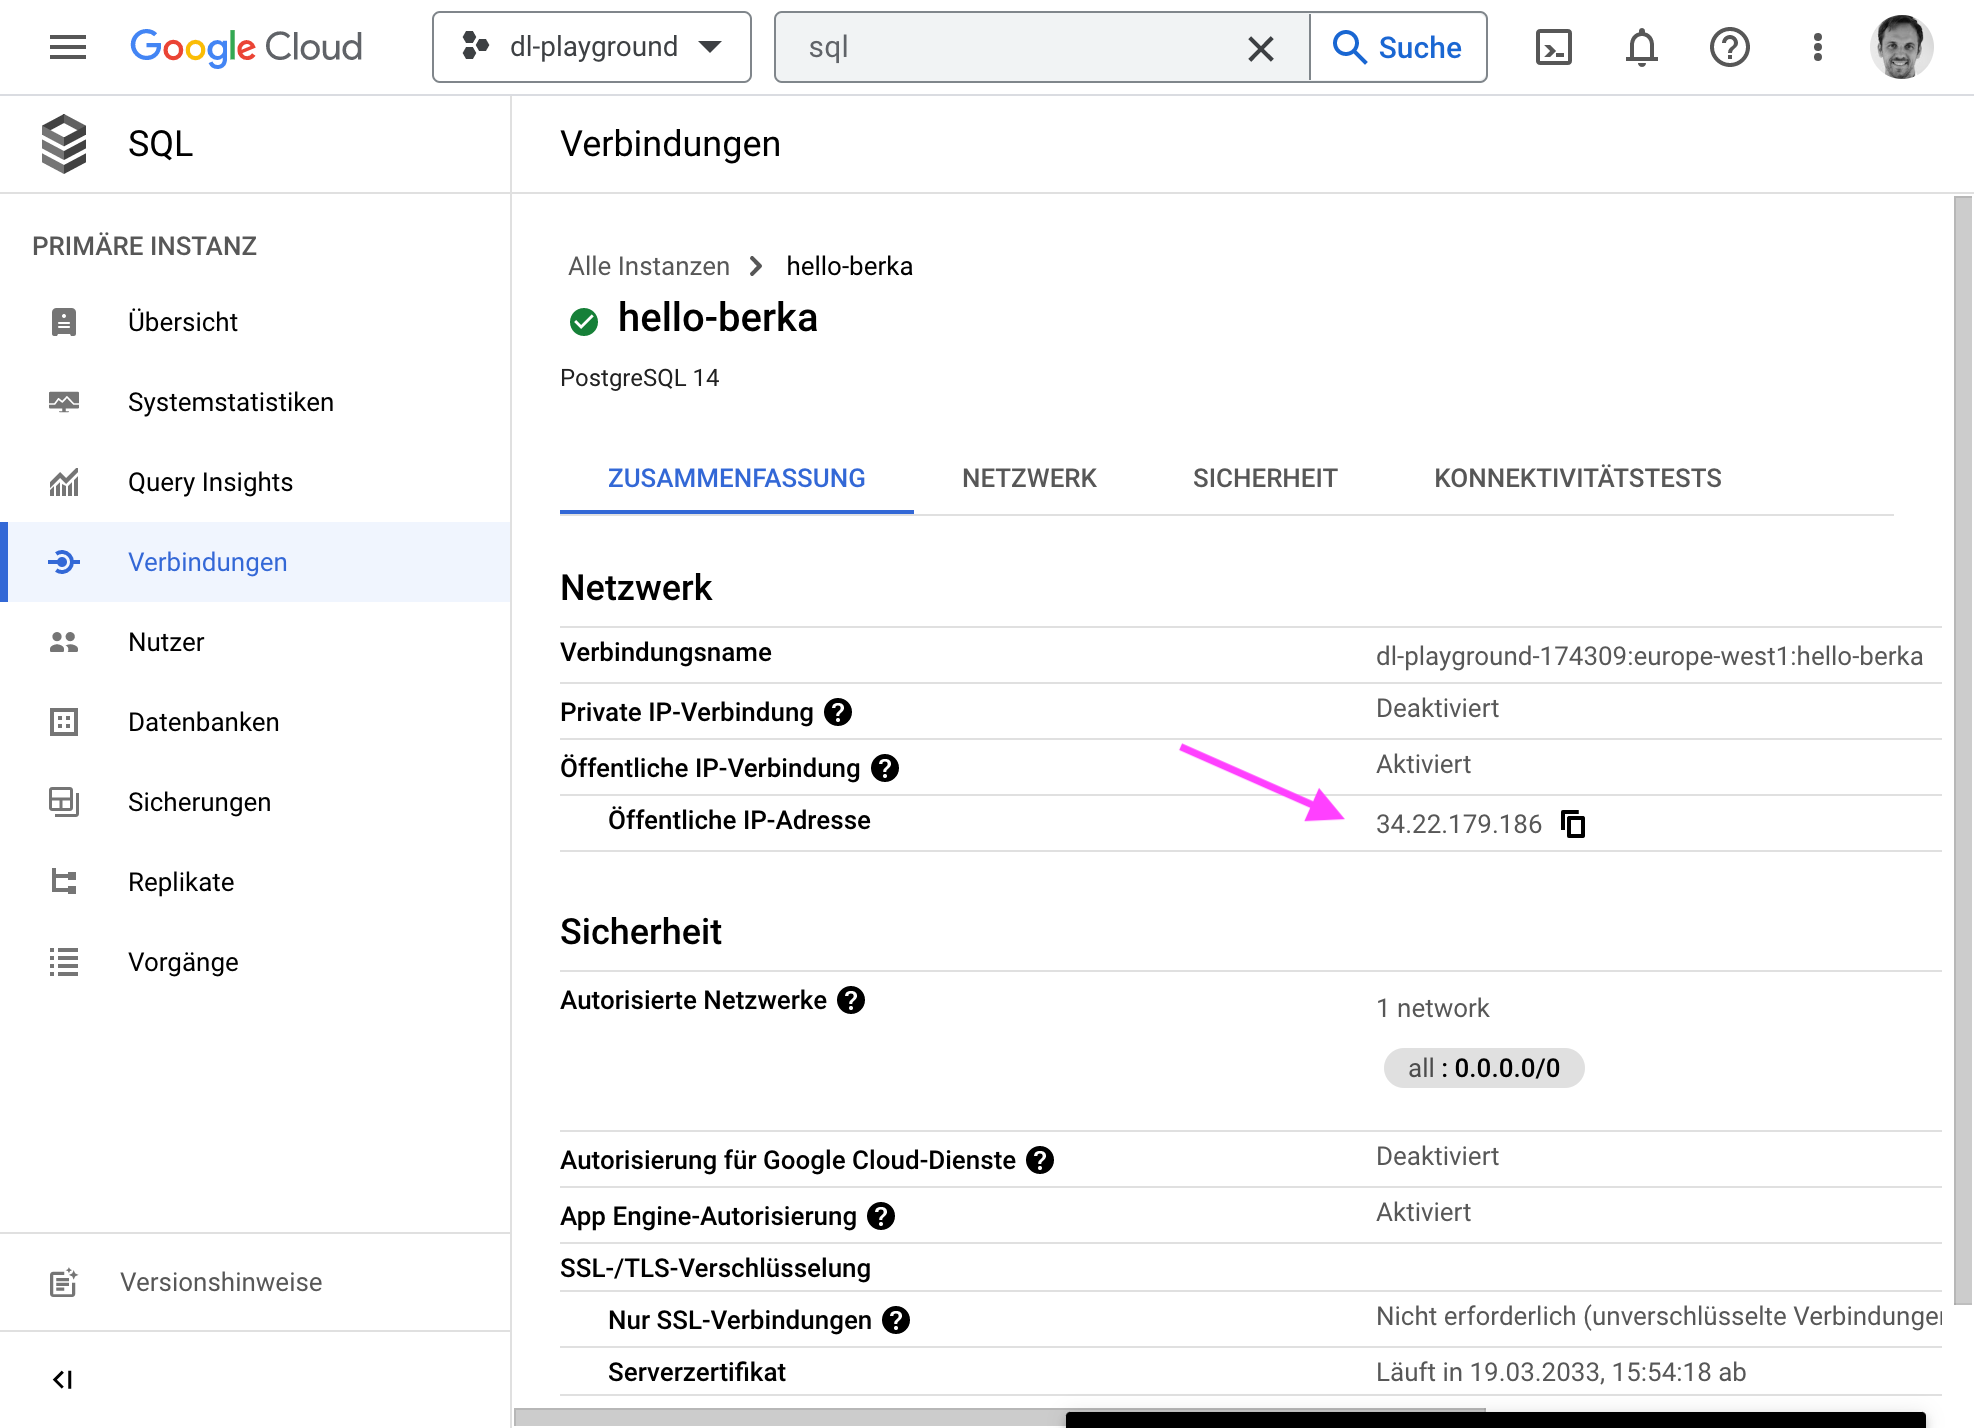 Google Cloud
dl-playground
sql
Suche
SQL
Verbindungen
PRIMÄRE INSTANZ
Übersicht
Systemstatistiken
Query Insights
Verbindungen
Nutzer
Datenbanken
Sicherungen
Replikate
Vorgänge
Versionshinweise
Alle Instanzen
hello-berka
hello-berka
PostgreSQL 14
ZUSAMMENFASSUNG
NETZWERK
SICHERHEIT
KONNEKTIVITÄTSTESTS
Netzwerk
Verbindungsname
dl-playground-174309:europe-west1:hello-berka
Private IP-Verbindung
Deaktiviert
Öffentliche IP-Verbindung
Aktiviert
Öffentliche IP-Adresse
34.22.179.186
Sicherheit
Autorisierte Netzwerke
1 network
all : 0.0.0.0/0
Autorisierung für Google Cloud-Dienste
Deaktiviert
App Engine-Autorisierung
Aktiviert
SSL-/TLS-Verschlüsselung
Nur SSL-Verbindungen
Nicht erforderlich (unverschlüsselte Verbindunge
Serverzertifikat
Läuft in 19.03.2033, 15:54:18 ab